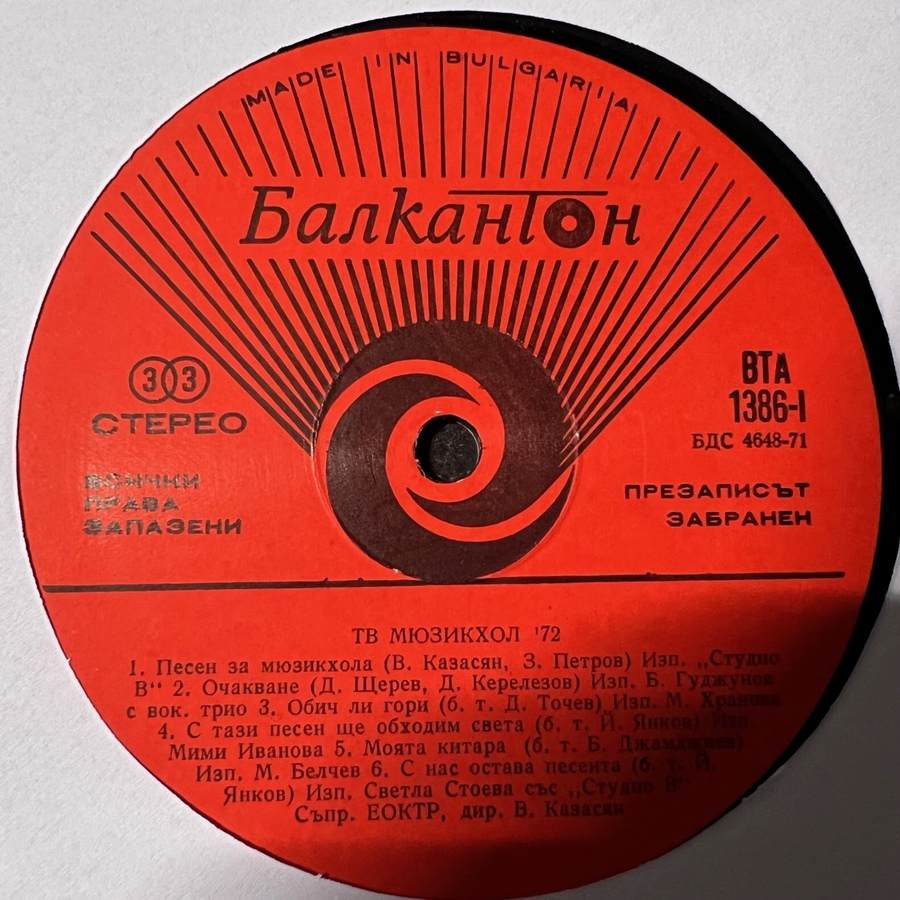 MADE IN BULGARIA
Балкантон
33
СТЕРЕО
ВТА
1386-I
БДС 4648-71
ВСИЧКИ
ПРАВА
ЗАПАЗЕНИ
ПРЕЗАПИСЪТ
ЗАБРАНЕН
ТВ МЮЗИКХОЛ '72
1. Песен за мюзикхола (В. Казасян, З. Петров) Изп. „Студио
В“ 2. Очакване (Д. Щерев, Д. Керелезов) Изп. Б. Гуджунов
с вок. трио 3. Обич ли гори (б. т. Д. Точев) Изп. М. Хранова
4. С тази песен ще обходим света (б. т. Й. Янков) Изп
Мими Иванова 5. Моята китара (б. т. Б. Джамджиев)
Изп. М. Белчев 6. С нас остава песента (б. т. Й
Янков) Изп. Светла Стоева със „Студио В“
Съпр. ЕОКТР, дир. В. Казасян